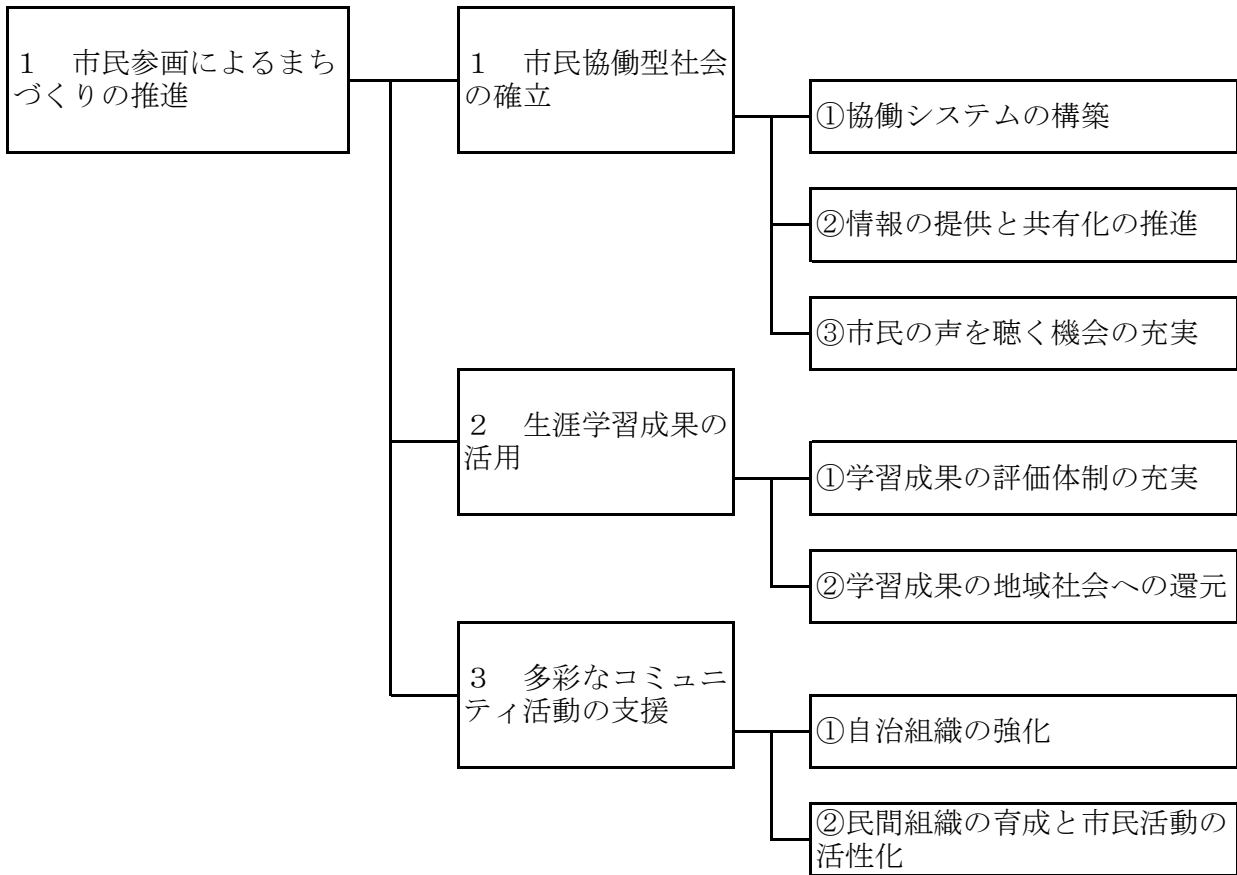 １　市民参画によるまち
づくりの推進
１　市民協働型社会
の確立
①協働システムの構築
②情報の提供と共有化の推進
③市民の声を聴く機会の充実
２　生涯学習成果の
活用
①学習成果の評価体制の充実
②学習成果の地域社会への還元
３　多彩なコミュニ
ティ活動の支援
①自治組織の強化
②民間組織の育成と市民活動の
活性化